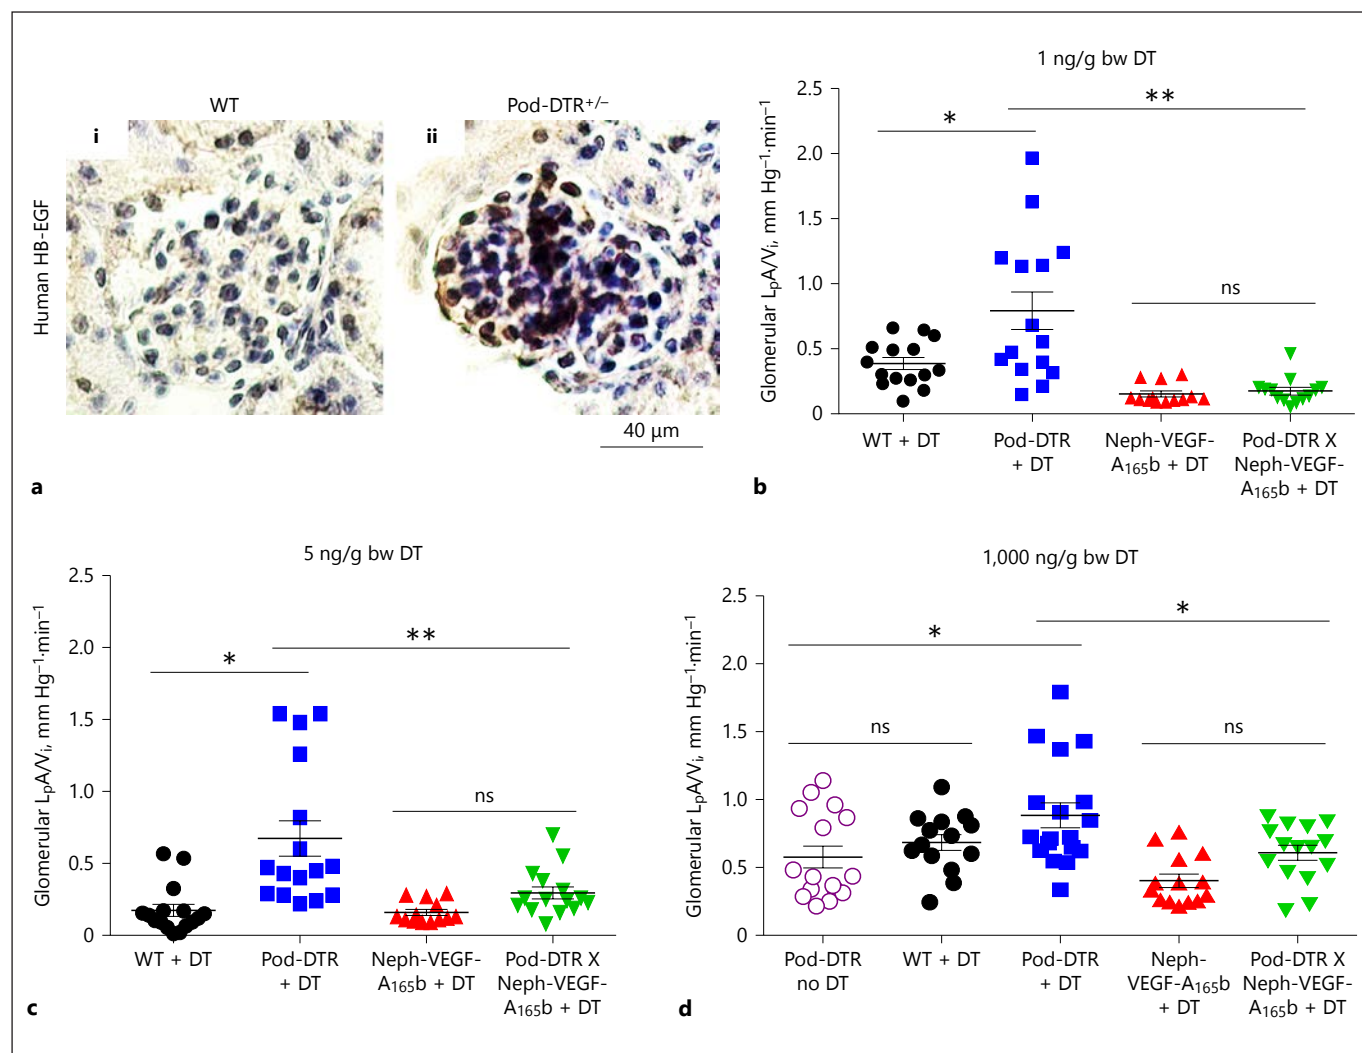 WT
Pod-DTR+/–
i
ii
Human HB-EGF
40 µm
a
1 ng/g bw DT
Glomerular LpA/Vi, mm Hg–1·min–1
2.5
2.0
1.5
1.0
0.5
0
*
**
ns
WT + DT
Pod-DTR
+ DT
Neph-VEGF-
A165b + DT
Pod-DTR X
Neph-VEGF-
A165b + DT
b
5 ng/g bw DT
Glomerular LpA/Vi, mm Hg–1·min–1
2.5
2.0
1.5
1.0
0.5
0
*
**
ns
WT + DT
Pod-DTR
+ DT
Neph-VEGF-
A165b + DT
Pod-DTR X
Neph-VEGF-
A165b + DT
c
1,000 ng/g bw DT
Glomerular LpA/Vi, mm Hg–1·min–1
2.5
2.0
1.5
1.0
0.5
0
*
*
ns
ns
Pod-DTR
no DT
WT + DT
Pod-DTR
+ DT
Neph-
VEGF-A165b
+ DT
Pod-DTR X
Neph-VEGF-
A165b + DT
d